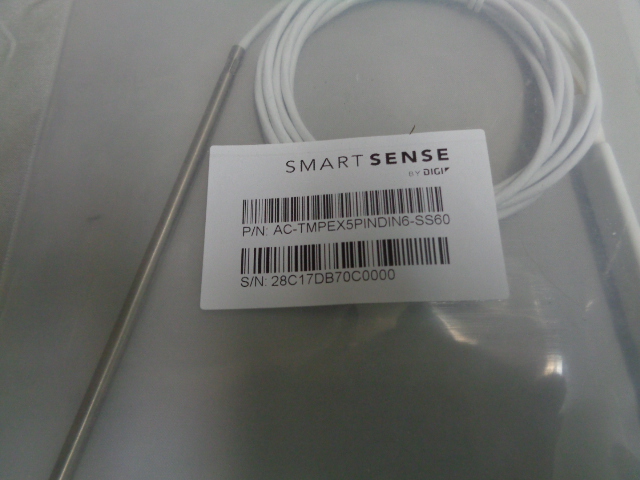 SMART SENSE
BY DIGI
P/N: AC-TMPEX5PINDIN6-SS60
S/N: 28C17DB70C0000